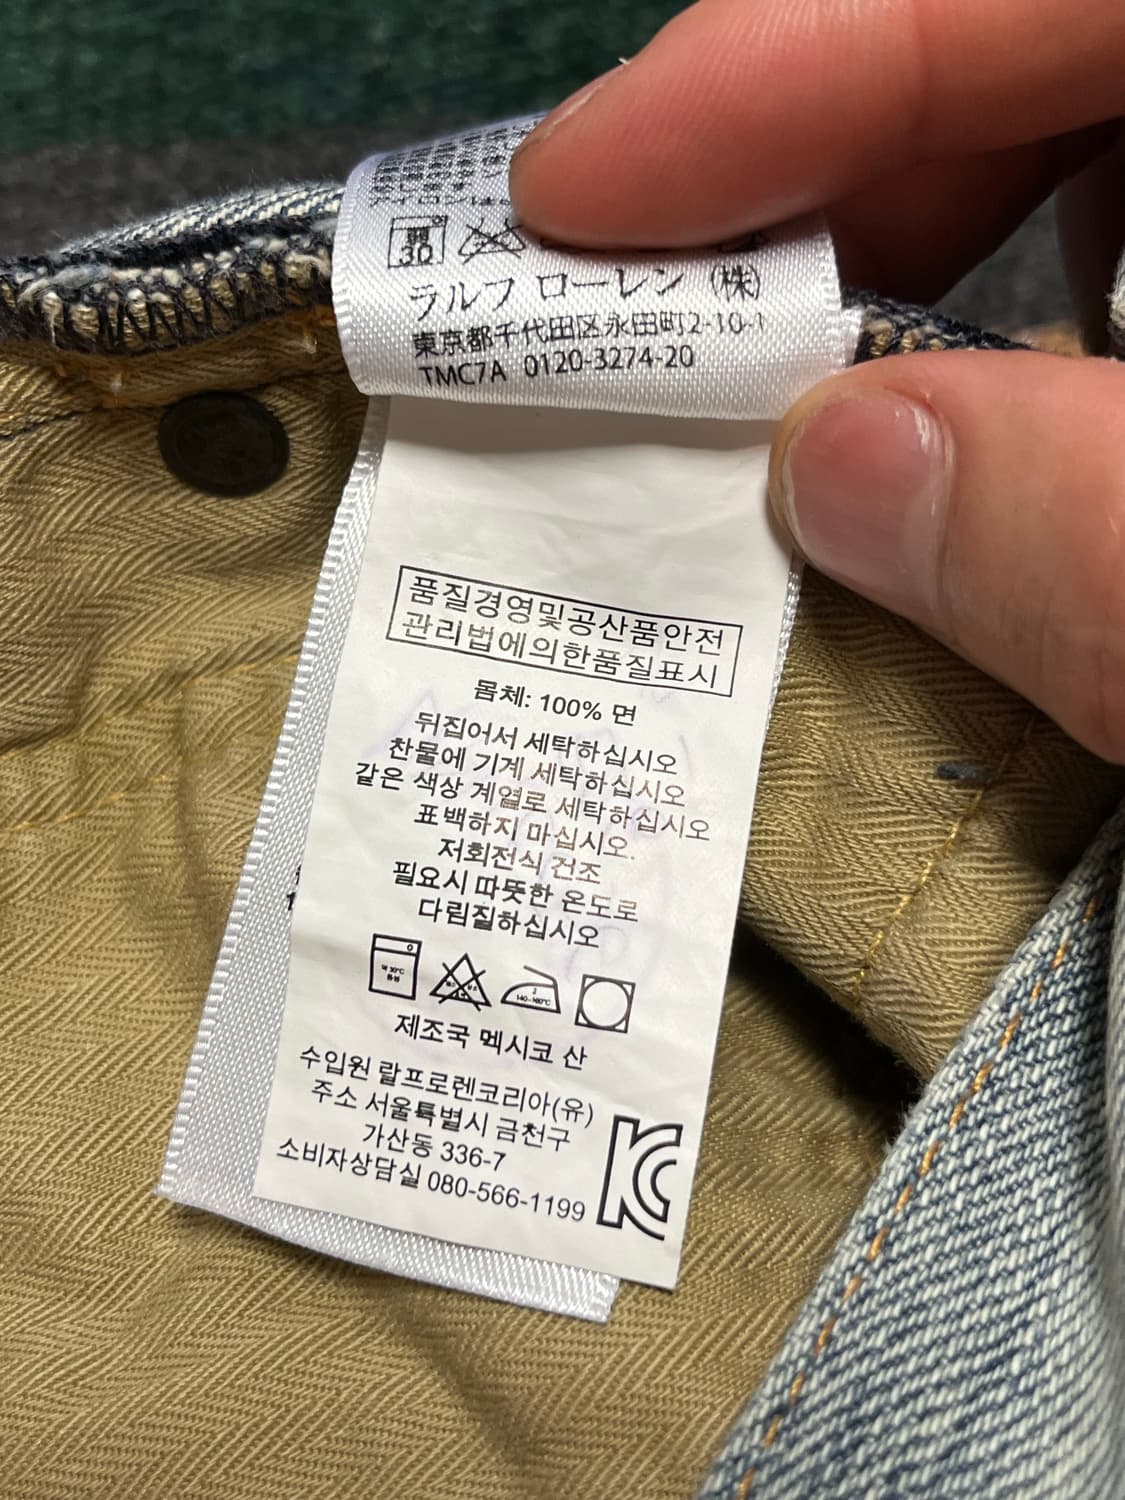 弱
30
ラルフ ローレン (株)
東京都千代田区永田町2-10-1
TMC7A 0120-3274-20
품질경영및공산품안전
관리법에의한품질표시
몸체: 100% 면
뒤집어서 세탁하십시오
찬물에 기계 세탁하십시오
같은 색상 계열로 세탁하십시오
표백하지 마십시오.
저회전식 건조
필요시 따뜻한 온도로
다림질하십시오
약 30°C
2
140~160°C
제조국 멕시코 산
수입원 랄프로렌코리아(유)
주소 서울특별시 금천구
가산동 336-7
소비자상담실 080-566-1199